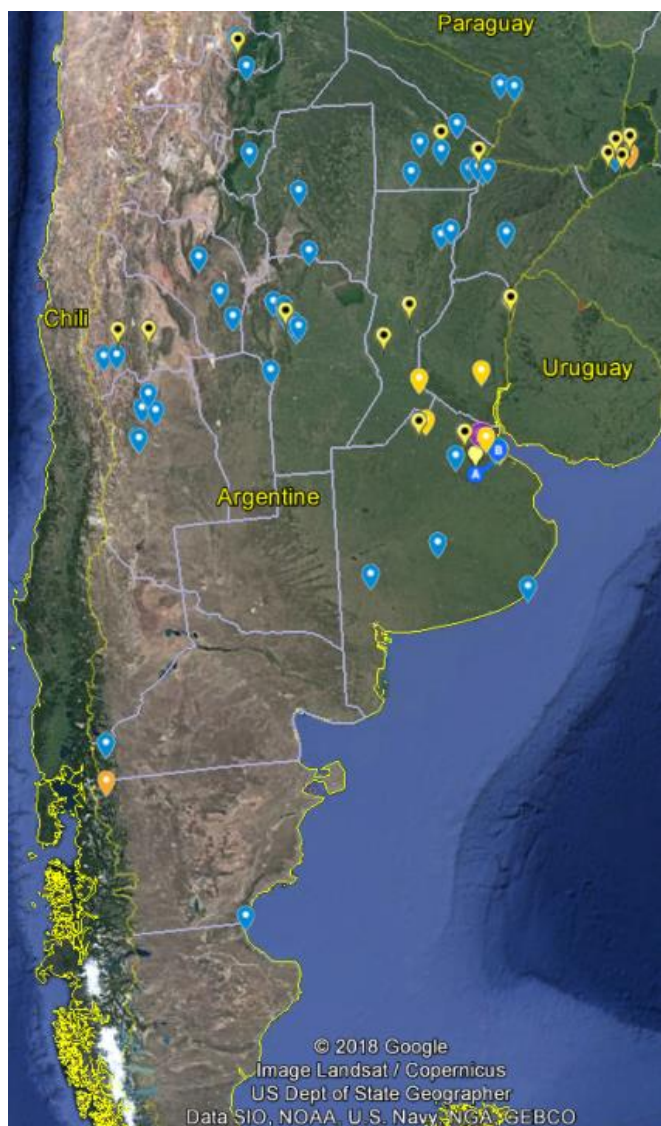 Paraguay
Chili
Uruguay
B
A
Argentine
© 2018 Google
Image Landsat / Copernicus
US Dept of State Geographer
Data SIO, NOAA, U.S. Navy, NGA, GEBCO